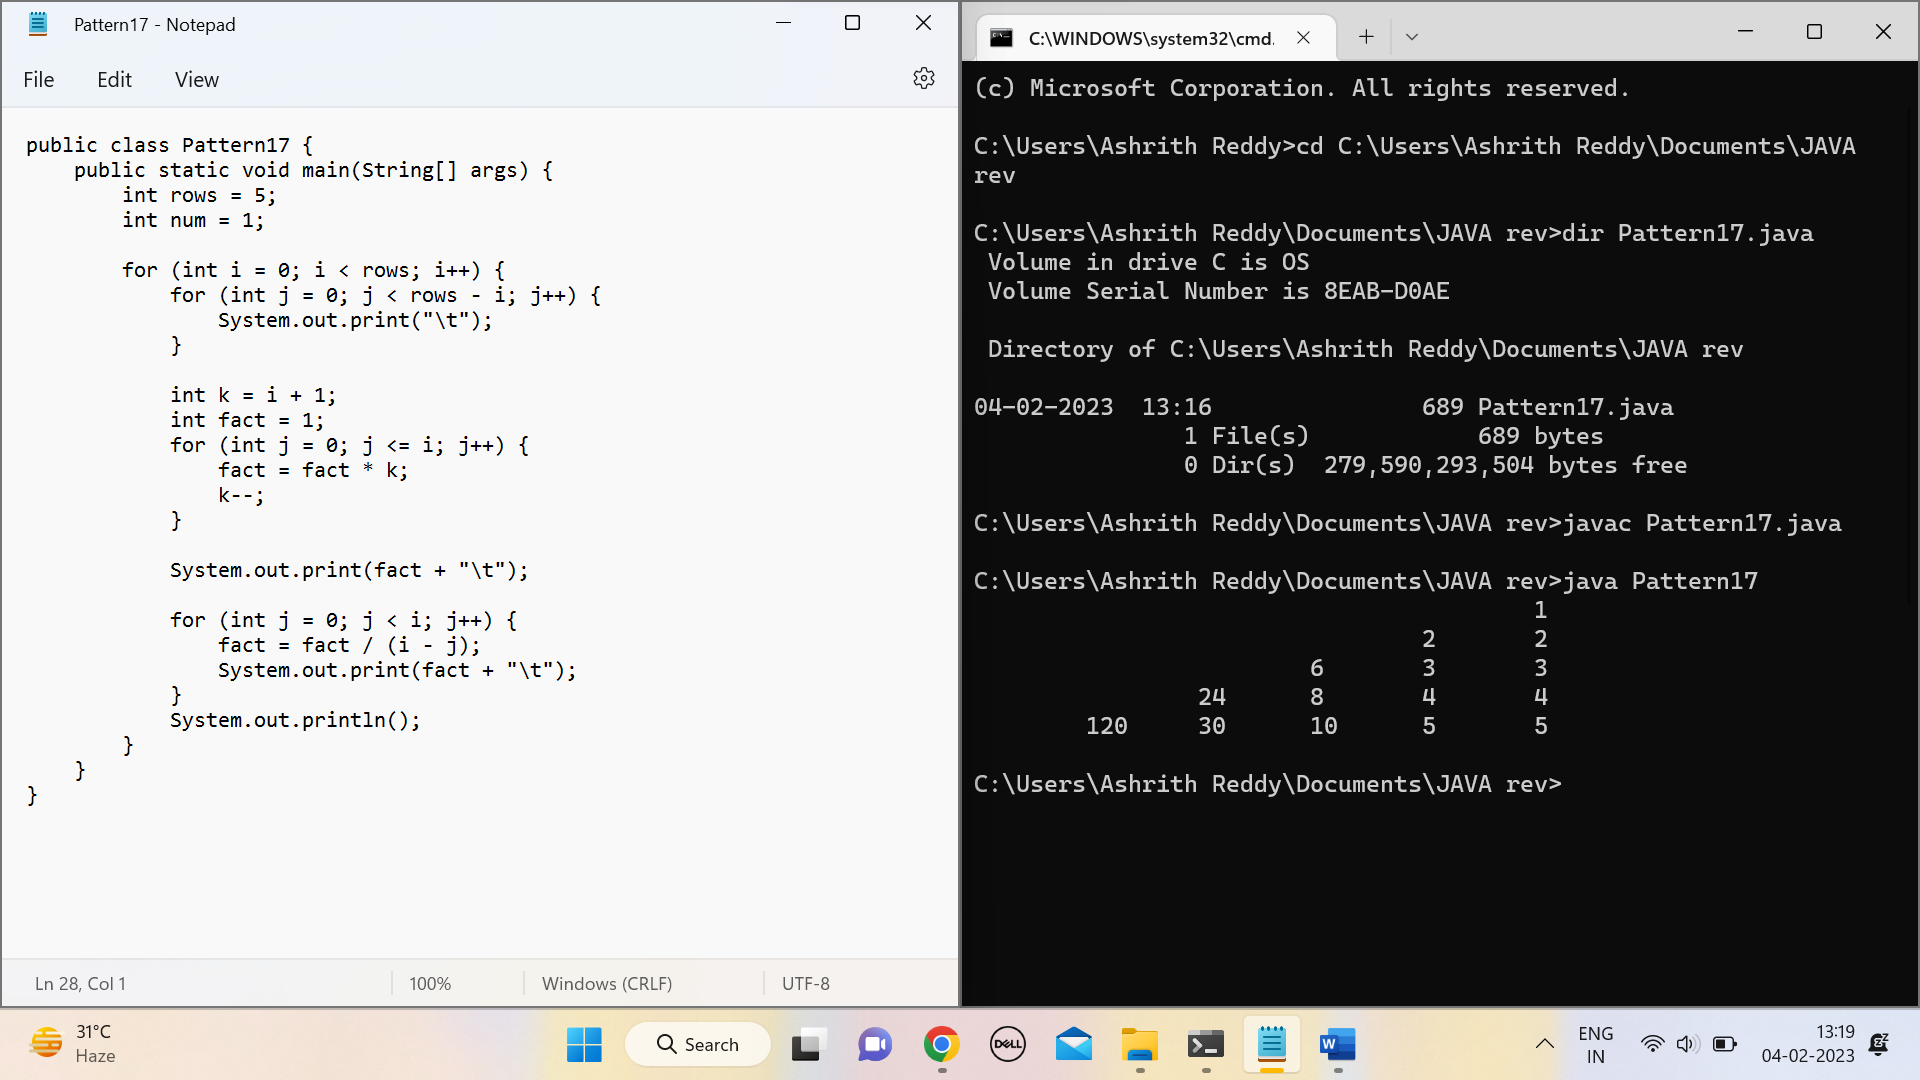 Pattern17 - Notepad
File Edit View
public class Pattern17 {
    public static void main(String[] args) {
        int rows = 5;
        int num = 1;
        for (int i = 0; i < rows; i++) {
            for (int j = 0; j < rows - i; j++) {
                System.out.print("\t");
            }
            int k = i + 1;
            int fact = 1;
            for (int j = 0; j <= i; j++) {
                fact = fact * k;
                k--;
            }
            System.out.print(fact + "\t");
            for (int j = 0; j < i; j++) {
                fact = fact / (i - j);
                System.out.print(fact + "\t");
            }
            System.out.println();
        }
    }
}
Ln 28, Col 1 100% Windows (CRLF) UTF-8
C:\WINDOWS\system32\cmd.
(c) Microsoft Corporation. All rights reserved.
C:\Users\Ashrith Reddy>cd C:\Users\Ashrith Reddy\Documents\JAVA
rev
C:\Users\Ashrith Reddy\Documents\JAVA rev>dir Pattern17.java
 Volume in drive C is OS
 Volume Serial Number is 8EAB-D0AE
 Directory of C:\Users\Ashrith Reddy\Documents\JAVA rev
04-02-2023  13:16               689 Pattern17.java
               1 File(s)            689 bytes
               0 Dir(s)  279,590,293,504 bytes free
C:\Users\Ashrith Reddy\Documents\JAVA rev>javac Pattern17.java
C:\Users\Ashrith Reddy\Documents\JAVA rev>java Pattern17
                                        1
                                2       2
                        6       3       3
                24      8       4       4
        120     30      10      5       5
C:\Users\Ashrith Reddy\Documents\JAVA rev>
31°C
Haze
Search
DELL
W
ENG
IN
13:19
04-02-2023